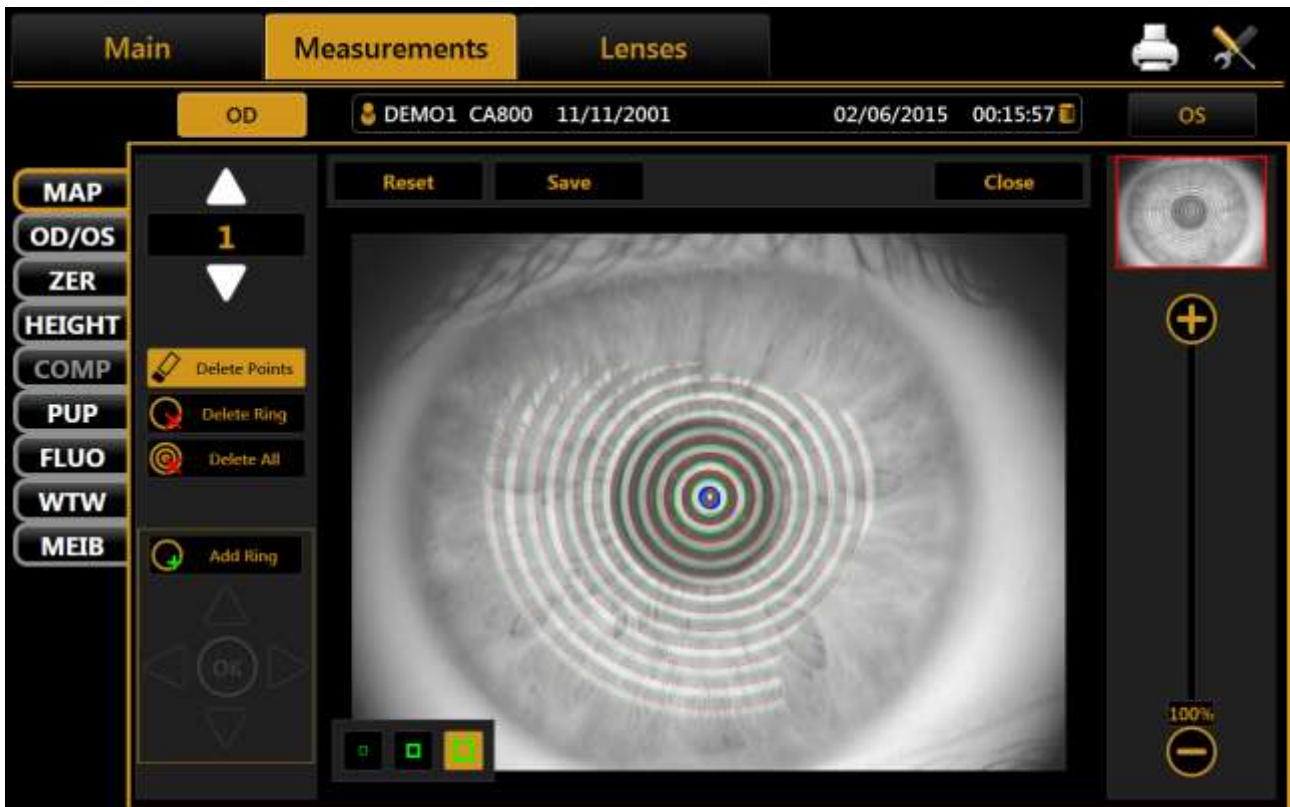 Main Measurements Lenses
OD DEMO1 CA800 11/11/2001 02/06/2015 00:15:57 OS
MAP
OD/OS
ZER
HEIGHT
COMP
PUP
FLUO
WTW
MEIB
1
Delete Points
Delete Ring
Delete All
Add Ring
OK
Reset Save Close
100%